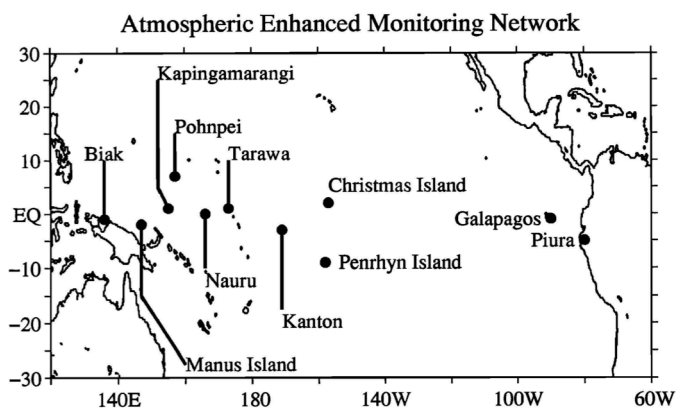 Atmospheric Enhanced Monitoring Network
30
20
10
EQ
−10
−20
−30
Kapingamarangi
Pohnpei
Biak
Tarawa
Christmas Island
Galapagos
Piura
Penrhyn Island
Nauru
Kanton
Manus Island
140E
180
140W
100W
60W